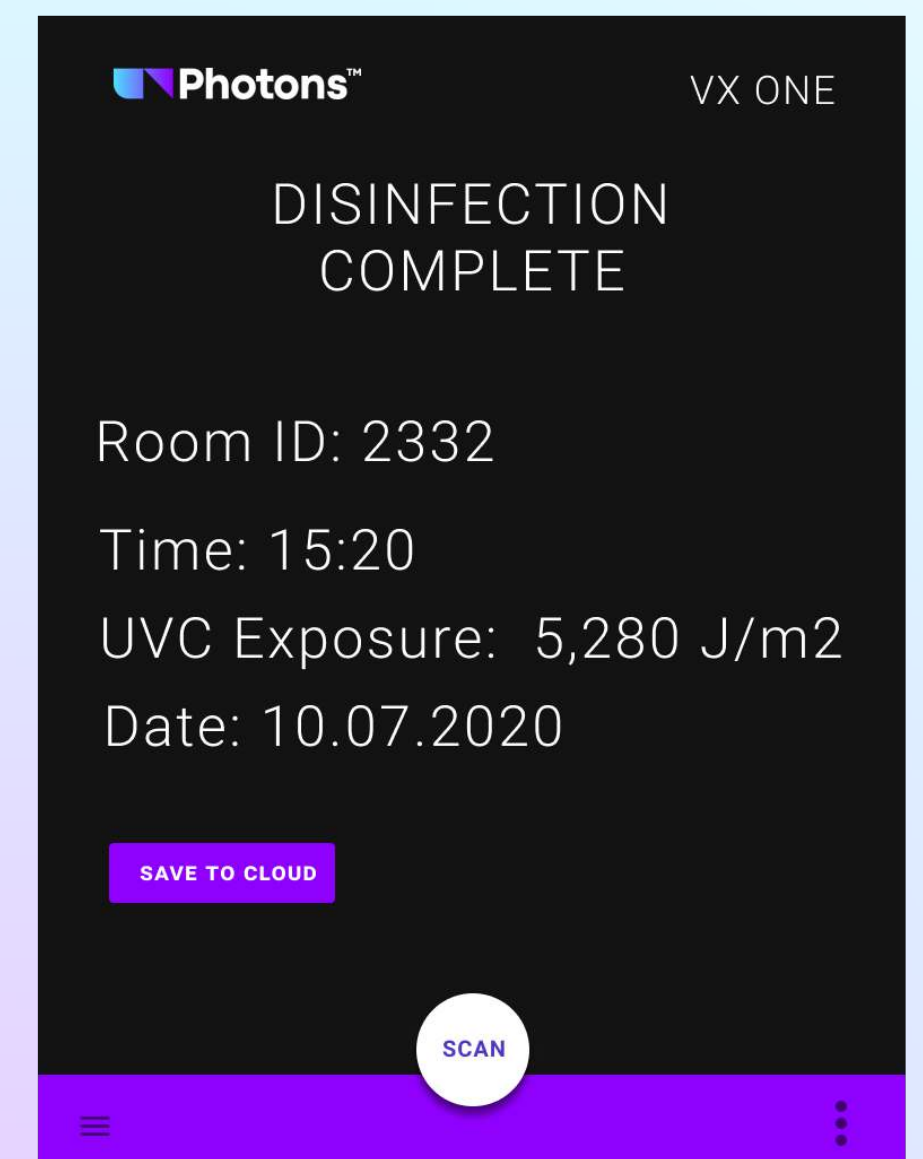 Photons™
VX ONE
DISINFECTION
COMPLETE
Room ID: 2332
Time: 15:20
UVC Exposure: 5,280 J/m2
Date: 10.07.2020
SAVE TO CLOUD
SCAN